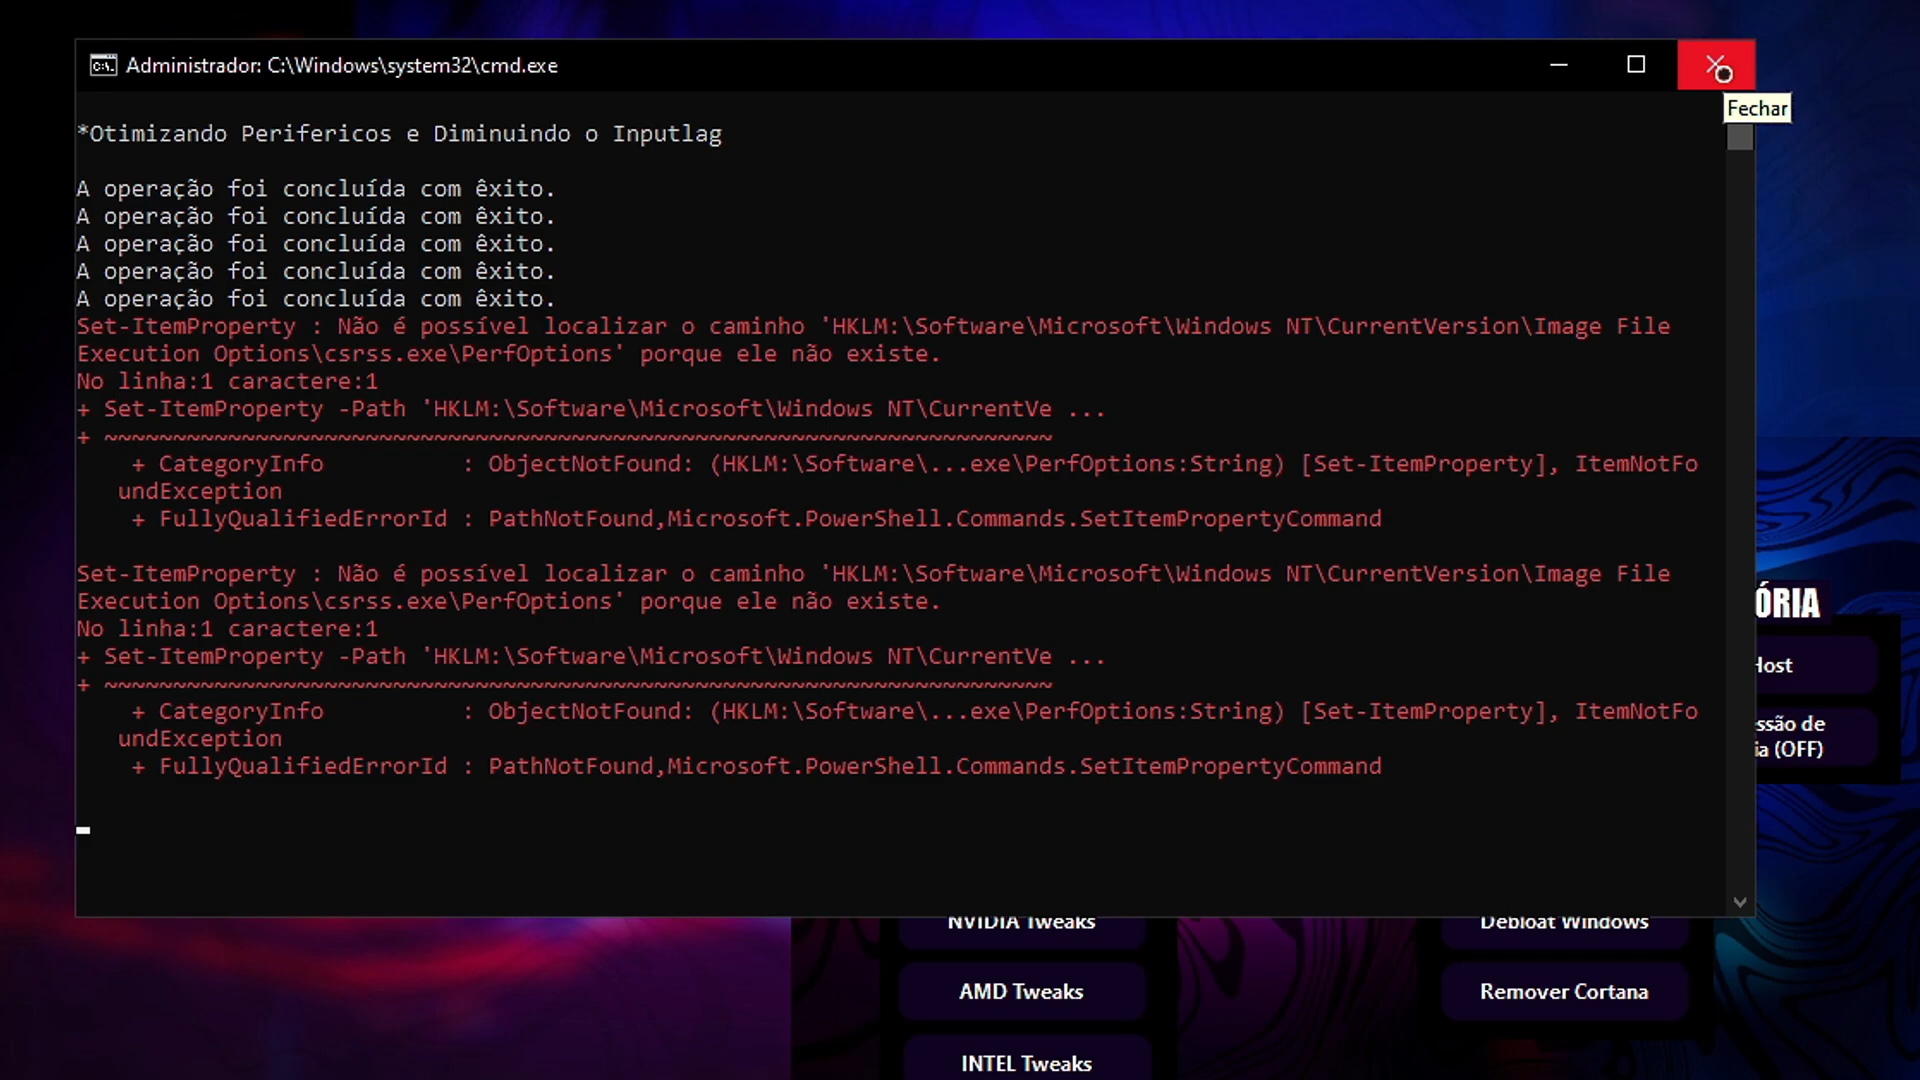 Administrador: C:\Windows\system32\cmd.exe
Fechar
*Otimizando Perifericos e Diminuindo o Inputlag
A operação foi concluída com êxito.
A operação foi concluída com êxito.
A operação foi concluída com êxito.
A operação foi concluída com êxito.
A operação foi concluída com êxito.
Set-ItemProperty : Não é possível localizar o caminho 'HKLM:\Software\Microsoft\Windows NT\CurrentVersion\Image File
Execution Options\csrss.exe\PerfOptions' porque ele não existe.
No linha:1 caractere:1
+ Set-ItemProperty -Path 'HKLM:\Software\Microsoft\Windows NT\CurrentVe ...
+ ~~~~~~~~~~~~~~~~~~~~~~~~~~~~~~~~~~~~~~~~~~~~~~~~~~~~~~~~~~~~~~~~~~~~~
+ CategoryInfo          : ObjectNotFound: (HKLM:\Software\...exe\PerfOptions:String) [Set-ItemProperty], ItemNotFo
undException
+ FullyQualifiedErrorId : PathNotFound,Microsoft.PowerShell.Commands.SetItemPropertyCommand
Set-ItemProperty : Não é possível localizar o caminho 'HKLM:\Software\Microsoft\Windows NT\CurrentVersion\Image File
Execution Options\csrss.exe\PerfOptions' porque ele não existe.
No linha:1 caractere:1
+ Set-ItemProperty -Path 'HKLM:\Software\Microsoft\Windows NT\CurrentVe ...
+ ~~~~~~~~~~~~~~~~~~~~~~~~~~~~~~~~~~~~~~~~~~~~~~~~~~~~~~~~~~~~~~~~~~~~~
+ CategoryInfo          : ObjectNotFound: (HKLM:\Software\...exe\PerfOptions:String) [Set-ItemProperty], ItemNotFo
undException
+ FullyQualifiedErrorId : PathNotFound,Microsoft.PowerShell.Commands.SetItemPropertyCommand
ÓRIA
Host
ssão de
ia (OFF)
NVIDIA Tweaks
Debloat Windows
AMD Tweaks
Remover Cortana
INTEL Tweaks